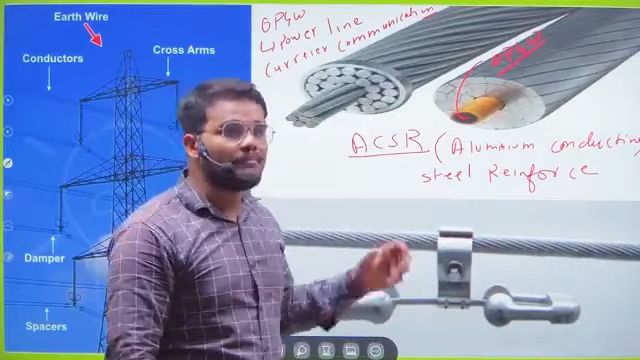 Earth Wire
Conductors
Cross Arms
Damper
Spacers
OPGW
↳ power line
carrier communication
OPGW
ACSR (Aluminium conducting
steel Reinforce